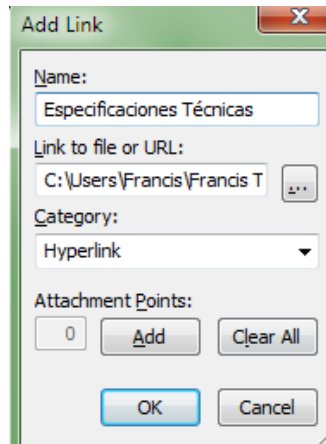 Add Link
Name:
Especificaciones Técnicas
Link to file or URL:
C:\Users\Francis\Francis T
...
Category:
Hyperlink
Attachment Points:
0 Add Clear All
OK Cancel